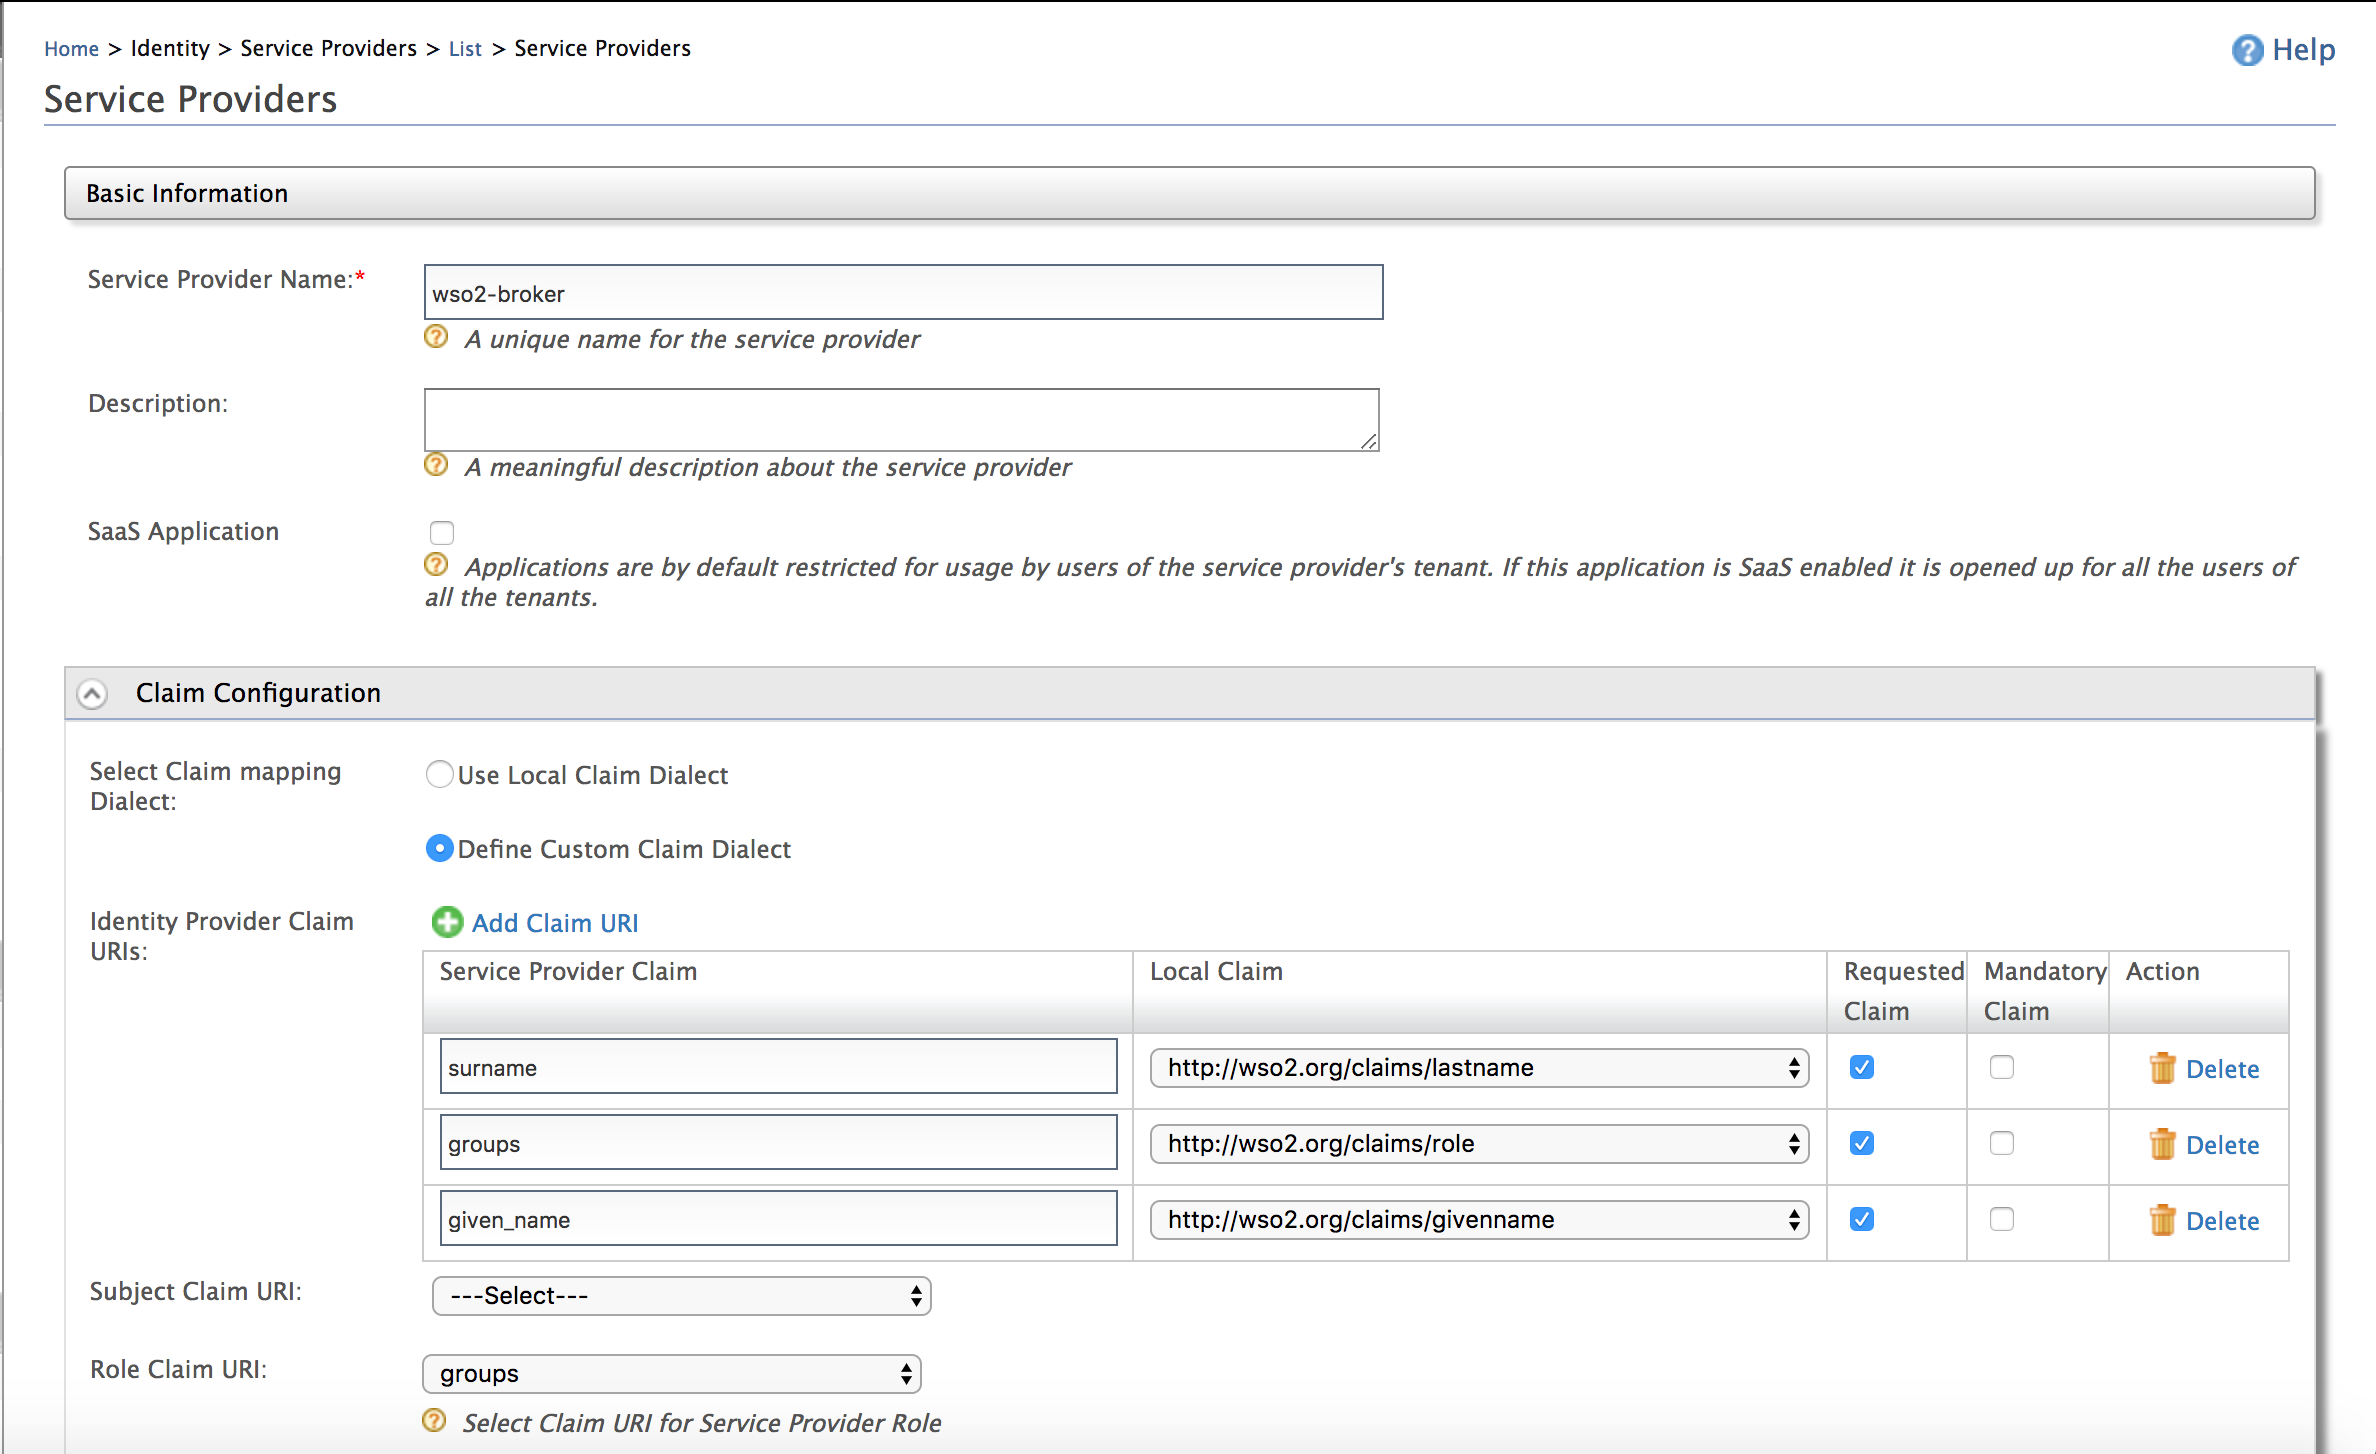 Home > Identity > Service Providers > List > Service Providers
Help
Service Providers
Basic Information
Service Provider Name:*
wso2-broker
A unique name for the service provider
Description:
A meaningful description about the service provider
SaaS Application
Applications are by default restricted for usage by users of the service provider's tenant. If this application is SaaS enabled it is opened up for all the users of
all the tenants.
Claim Configuration
Select Claim mapping
Dialect:
Use Local Claim Dialect
Define Custom Claim Dialect
Identity Provider Claim
URIs:
Add Claim URI
Service Provider Claim
Local Claim
Requested
Claim
Mandatory
Claim
Action
surname
http://wso2.org/claims/lastname
Delete
groups
http://wso2.org/claims/role
Delete
given_name
http://wso2.org/claims/givenname
Delete
Subject Claim URI:
---Select---
Role Claim URI:
groups
Select Claim URI for Service Provider Role